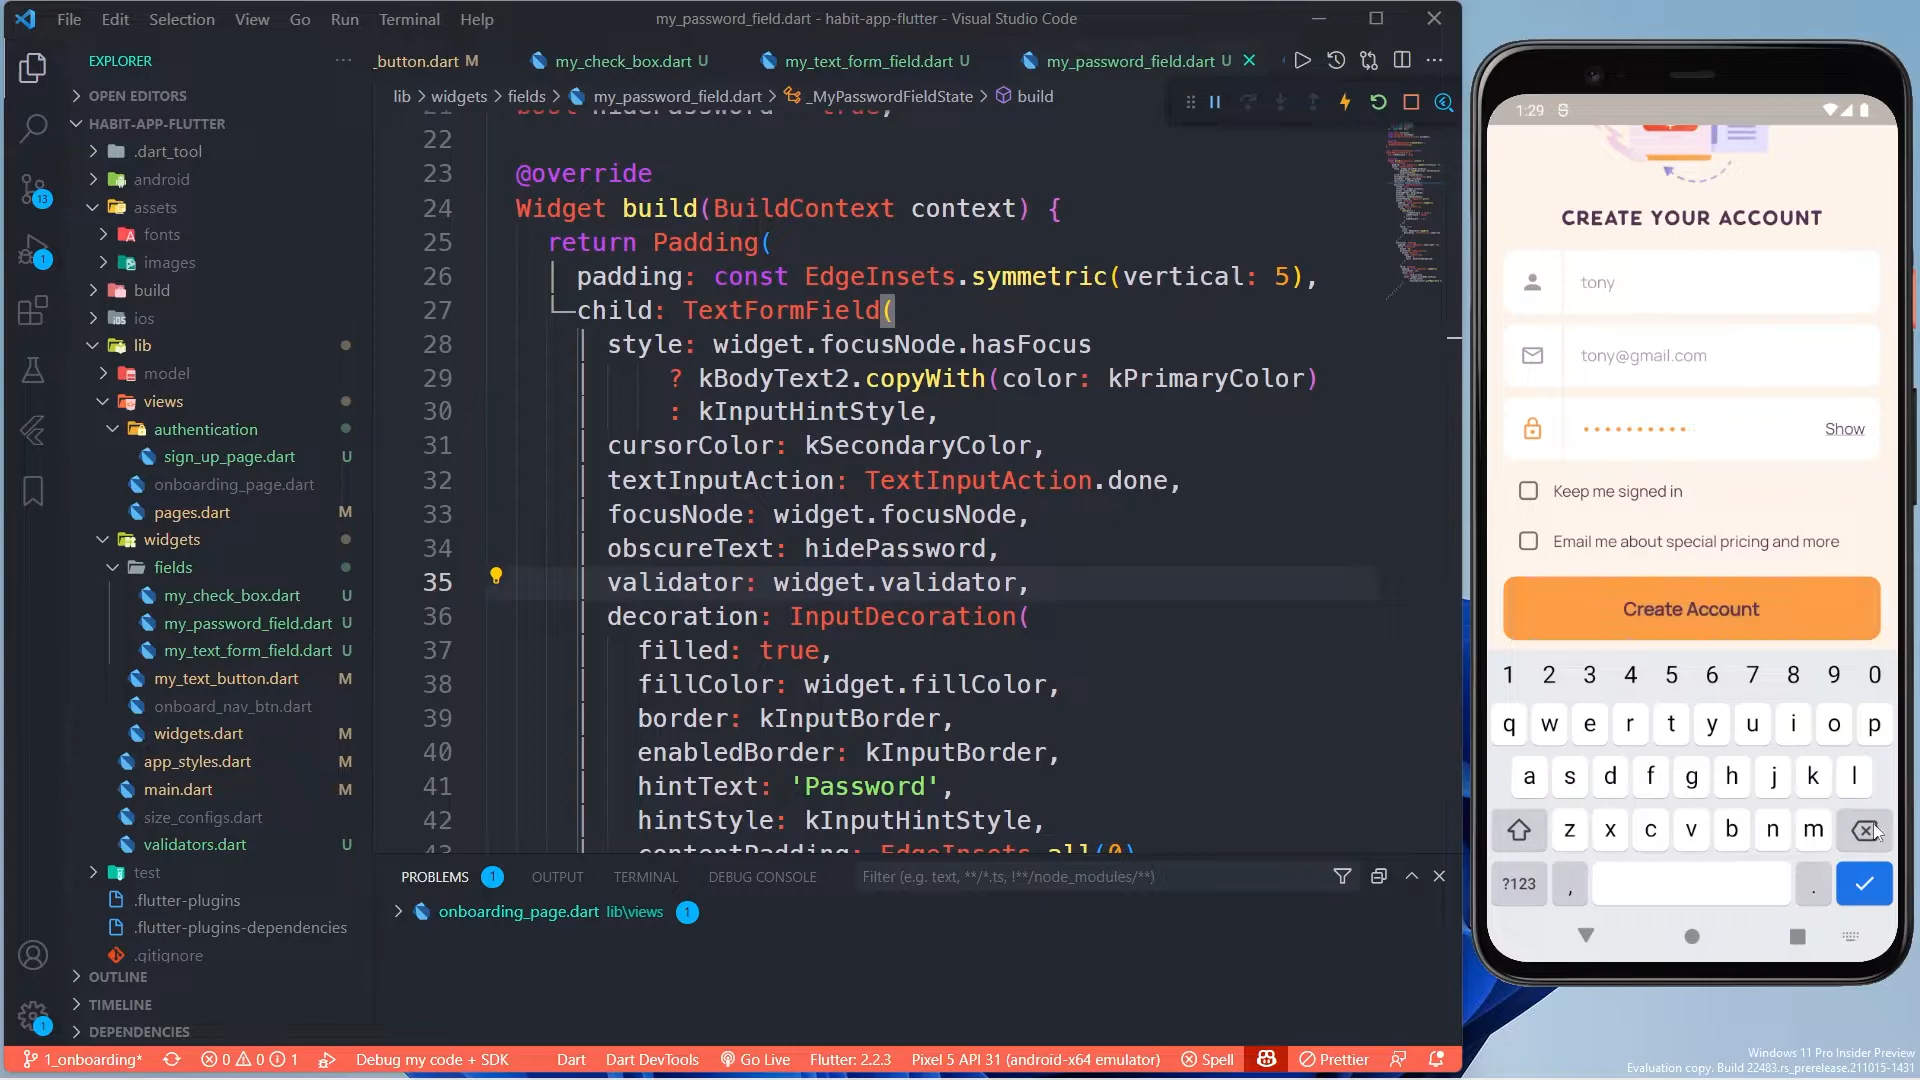 File Edit Selection View Go Run Terminal Help
my_password_field.dart - habit-app-flutter - Visual Studio Code
EXPLORER
OPEN EDITORS
HABIT-APP-FLUTTER
.dart_tool
android
assets
fonts
images
build
ios
lib
model
views
authentication
sign_up_page.dart U
onboarding_page.dart
pages.dart M
widgets
fields
my_check_box.dart U
my_password_field.dart U
my_text_form_field.dart U
my_text_button.dart M
onboard_nav_btn.dart
widgets.dart M
app_styles.dart M
main.dart M
size_configs.dart
validators.dart U
test
.flutter-plugins
.flutter-plugins-dependencies
.gitignore
OUTLINE
TIMELINE
DEPENDENCIES
13
1
1
_button.dart M my_check_box.dart U my_text_form_field.dart U my_password_field.dart U
lib > widgets > fields > my_password_field.dart > _MyPasswordFieldState > build
22
23 @override
24 Widget build(BuildContext context) {
25 return Padding(
26 padding: const EdgeInsets.symmetric(vertical: 5),
27 child: TextFormField(
28 style: widget.focusNode.hasFocus
29 ? kBodyText2.copyWith(color: kPrimaryColor)
30 : kInputHintStyle,
31 cursorColor: kSecondaryColor,
32 textInputAction: TextInputAction.done,
33 focusNode: widget.focusNode,
34 obscureText: hidePassword,
35 validator: widget.validator,
36 decoration: InputDecoration(
37 filled: true,
38 fillColor: widget.fillColor,
39 border: kInputBorder,
40 enabledBorder: kInputBorder,
41 hintText: 'Password',
42 hintStyle: kInputHintStyle,
43 contentPadding: EdgeInsets.all(0)
PROBLEMS 1 OUTPUT TERMINAL DEBUG CONSOLE Filter (e.g. text, **/*.ts, !**/node_modules/**)
onboarding_page.dart lib\views 1
1_onboarding* 0 0 1 Debug my code + SDK Dart Dart DevTools Go Live Flutter: 2.2.3 Pixel 5 API 31 (android-x64 emulator) Spell Prettier
1:29
CREATE YOUR ACCOUNT
tony
tony@gmail.com
Show
Keep me signed in
Email me about special pricing and more
Create Account
1 2 3 4 5 6 7 8 9 0
q w e r t y u i o p
a s d f g h j k l
z x c v b n m
?123 , .
Windows 11 Pro Insider Preview
Evaluation copy. Build 22483.rs_prerelease.211015-1431